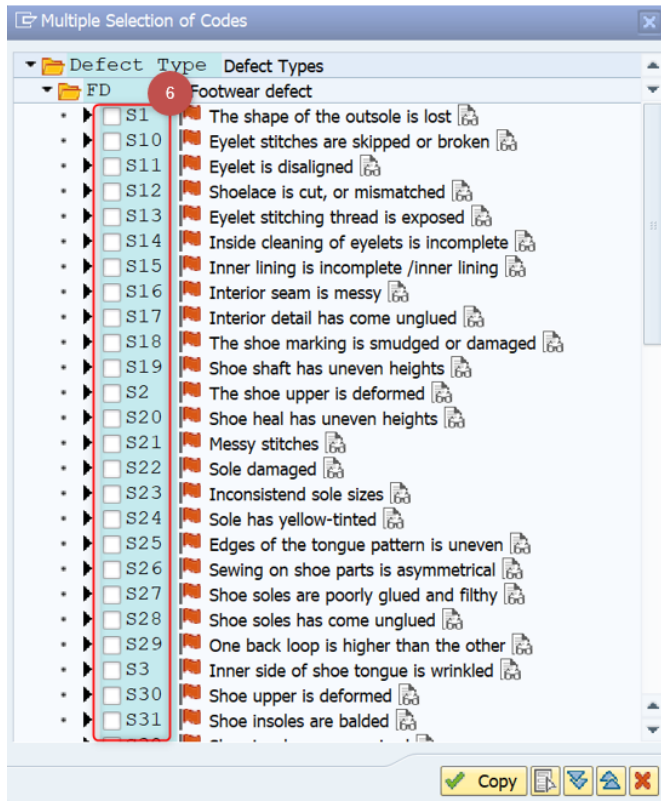 Multiple Selection of Codes
Defect Type Defect Types
FD 6 Footwear defect
S1 The shape of the outsole is lost
S10 Eyelet stitches are skipped or broken
S11 Eyelet is disaligned
S12 Shoelace is cut, or mismatched
S13 Eyelet stitching thread is exposed
S14 Inside cleaning of eyelets is incomplete
S15 Inner lining is incomplete /inner lining
S16 Interior seam is messy
S17 Interior detail has come unglued
S18 The shoe marking is smudged or damaged
S19 Shoe shaft has uneven heights
S2 The shoe upper is deformed
S20 Shoe heal has uneven heights
S21 Messy stitches
S22 Sole damaged
S23 Inconsistend sole sizes
S24 Sole has yellow-tinted
S25 Edges of the tongue pattern is uneven
S26 Sewing on shoe parts is asymmetrical
S27 Shoe soles are poorly glued and filthy
S28 Shoe soles has come unglued
S29 One back loop is higher than the other
S3 Inner side of shoe tongue is wrinkled
S30 Shoe upper is deformed
S31 Shoe insoles are balded
Copy